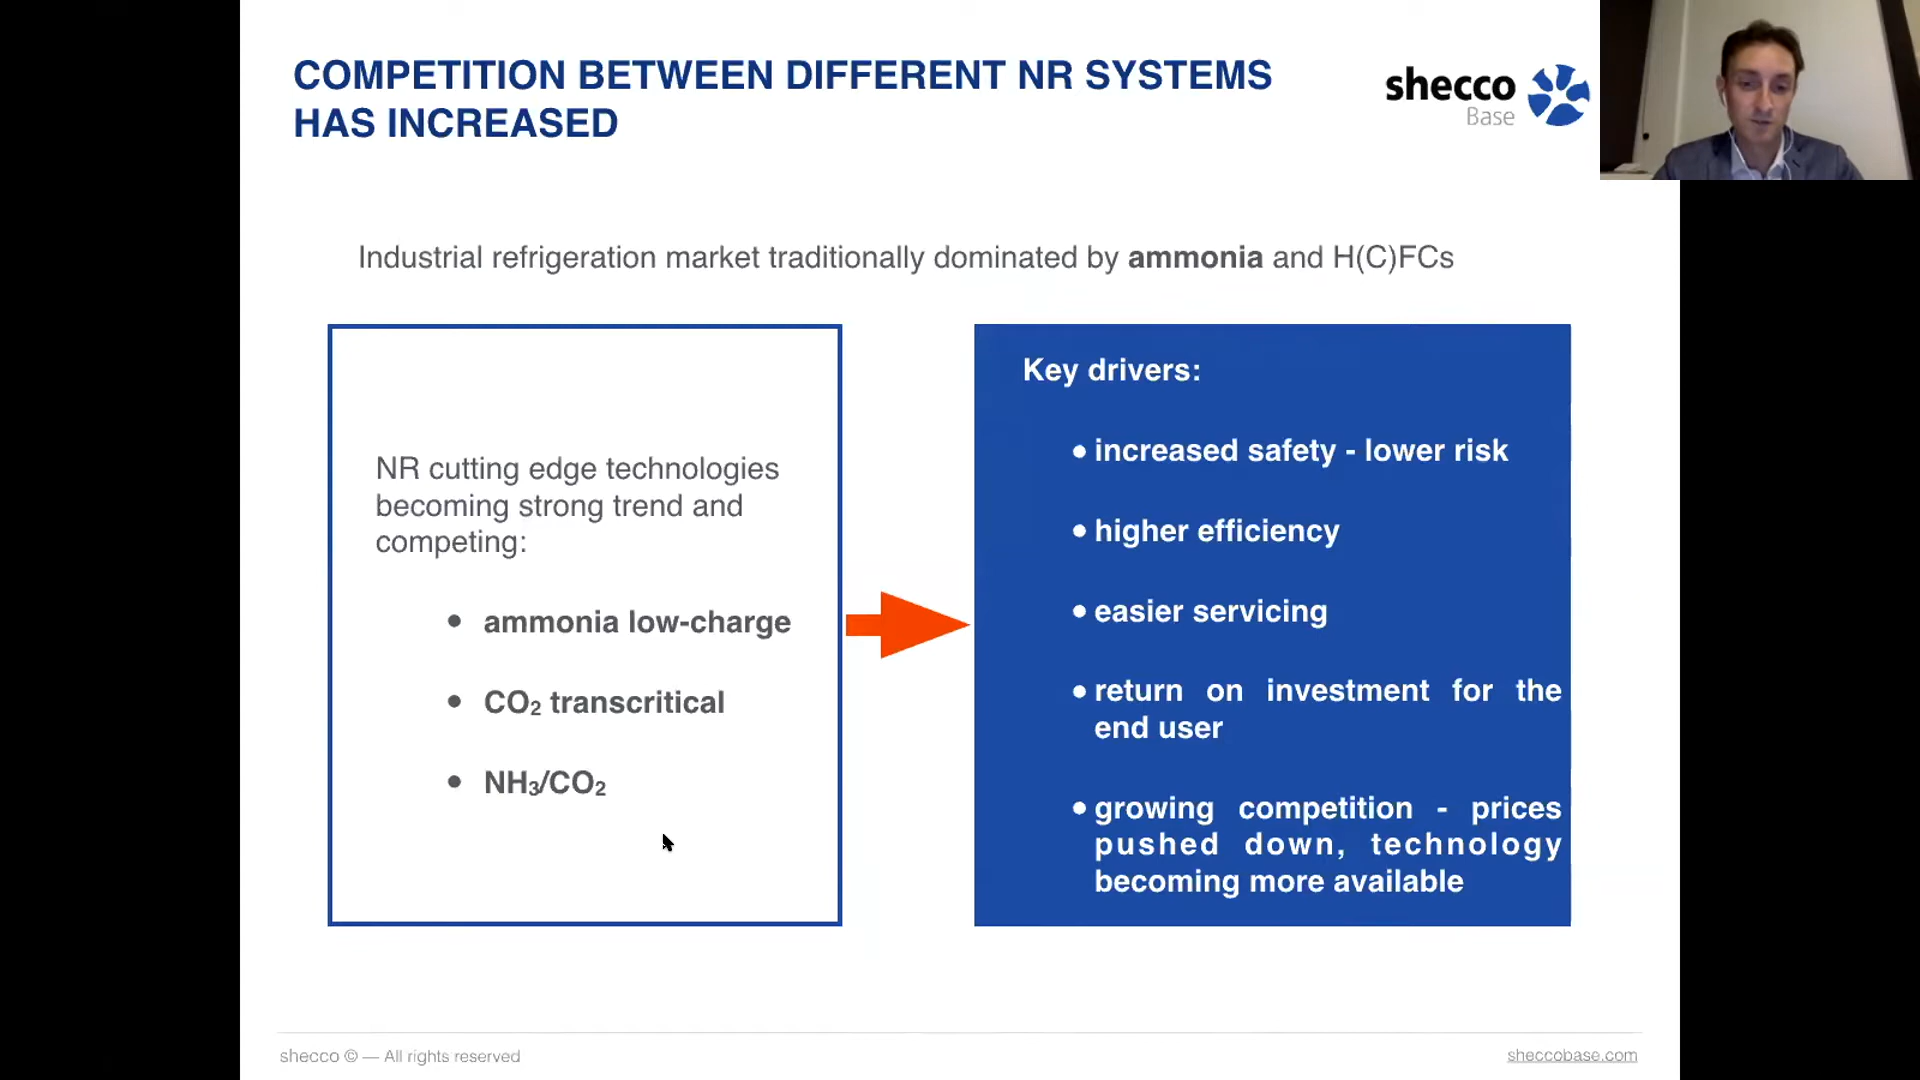 COMPETITION BETWEEN DIFFERENT NR SYSTEMS
HAS INCREASED
shecco
Base
Industrial refrigeration market traditionally dominated by ammonia and H(C)FCs
NR cutting edge technologies
becoming strong trend and
competing:
• ammonia low-charge
• CO₂ transcritical
• NH₃/CO₂
Key drivers:
• increased safety - lower risk
• higher efficiency
• easier servicing
• return on investment for the
end user
• growing competition - prices
pushed down, technology
becoming more available
shecco © — All rights reserved
sheccobase.com